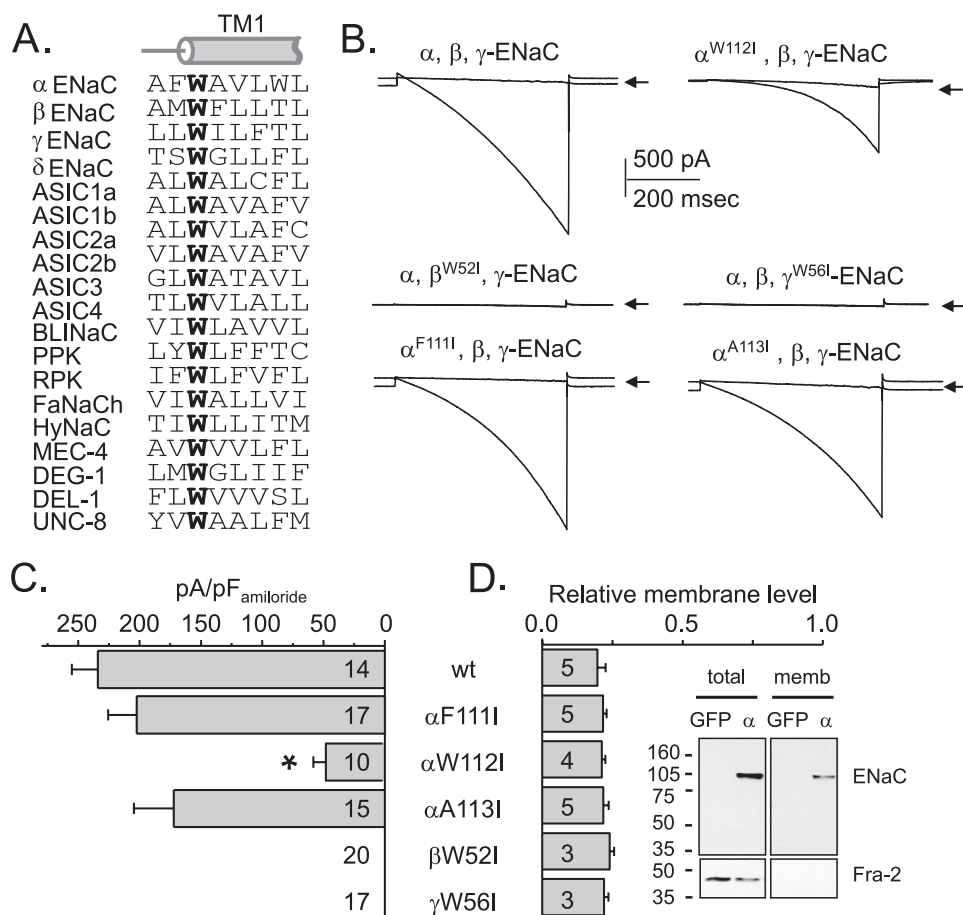 A.
TM1
α ENaC AFWAVLWL
β ENaC AMWFLLTL
γ ENaC LLWILFTL
δ ENaC TSWGLLFL
ASIC1a ALWALCFL
ASIC1b ALWAVAFV
ASIC2a ALWVLAFC
ASIC2b VLWAVAFV
ASIC3 GLWATAVL
ASIC4 TLWVLALL
BLINaC VIWLAVVL
PPK LYWLFFTC
RPK IFWLFVFL
FaNaCh VIWALLVI
HyNaC TIWLLITM
MEC-4 AVWVVLFL
DEG-1 LMWGLIIF
DEL-1 FLWVVVSL
UNC-8 YVWAALFM
B.
α, β, γ-ENaC
αW112I , β, γ-ENaC
500 pA
200 msec
α, βW52I, γ-ENaC
α, β, γW56I-ENaC
αF111I, β, γ-ENaC
αA113I , β, γ-ENaC
C.
pA/pFamiloride
250 200 150 100 50 0
14
17
* 10
15
20
17
wt
αF111I
αW112I
αA113I
βW52I
γW56I
D.
Relative membrane level
0.0 0.5 1.0
5
5
4
5
3
3
total memb
GFP α GFP α
160
105
75
50
35
ENaC
50
35
Fra-2